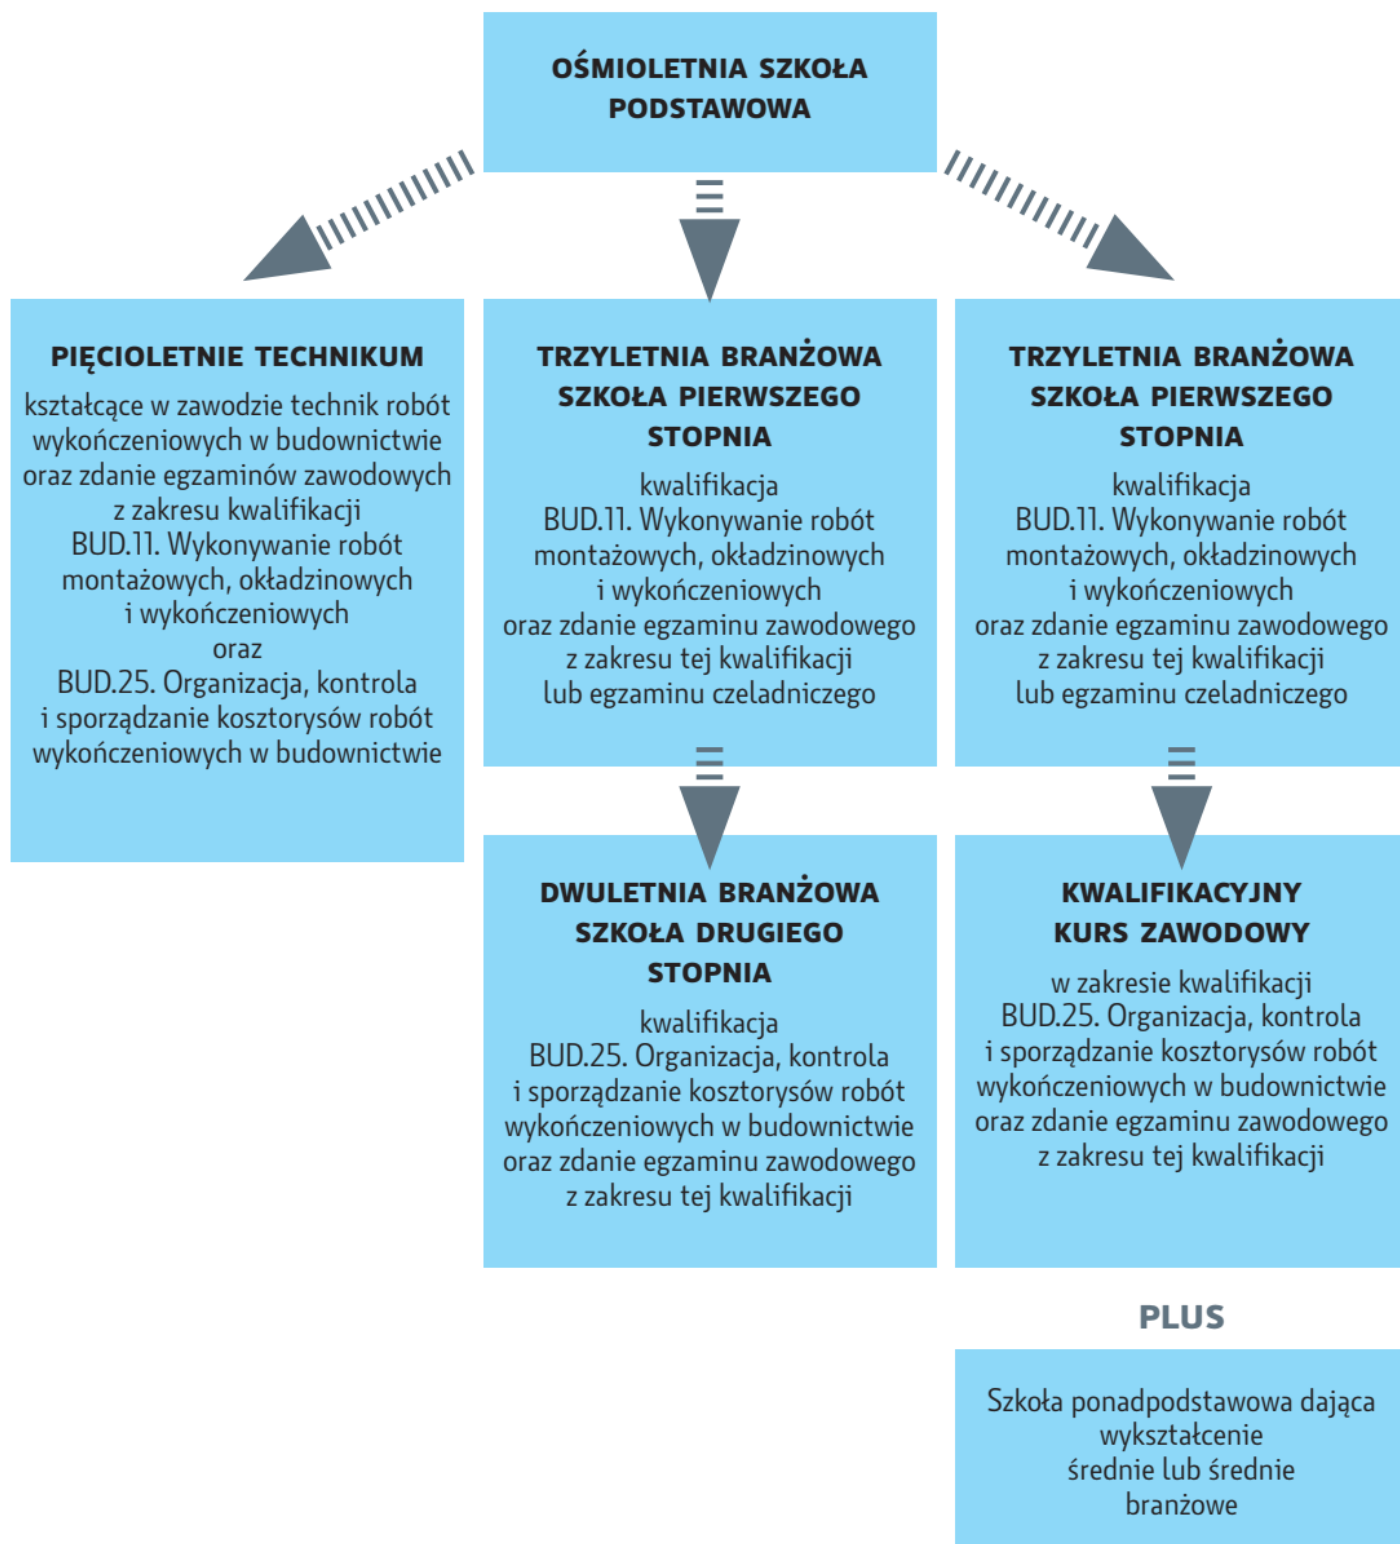 OŚMIOLETNIA SZKOŁA
PODSTAWOWA
PIĘCIOLETNIE TECHNIKUM
kształcące w zawodzie technik robót
wykończeniowych w budownictwie
oraz zdanie egzaminów zawodowych
z zakresu kwalifikacji
BUD.11. Wykonywanie robót
montażowych, okładzinowych
i wykończeniowych
oraz
BUD.25. Organizacja, kontrola
i sporządzanie kosztorysów robót
wykończeniowych w budownictwie
TRZYLETNIA BRANŻOWA
SZKOŁA PIERWSZEGO
STOPNIA
kwalifikacja
BUD.11. Wykonywanie robót
montażowych, okładzinowych
i wykończeniowych
oraz zdanie egzaminu zawodowego
z zakresu tej kwalifikacji
lub egzaminu czeladniczego
TRZYLETNIA BRANŻOWA
SZKOŁA PIERWSZEGO
STOPNIA
kwalifikacja
BUD.11. Wykonywanie robót
montażowych, okładzinowych
i wykończeniowych
oraz zdanie egzaminu zawodowego
z zakresu tej kwalifikacji
lub egzaminu czeladniczego
DWULETNIA BRANŻOWA
SZKOŁA DRUGIEGO
STOPNIA
kwalifikacja
BUD.25. Organizacja, kontrola
i sporządzanie kosztorysów robót
wykończeniowych w budownictwie
oraz zdanie egzaminu zawodowego
z zakresu tej kwalifikacji
KWALIFIKACYJNY
KURS ZAWODOWY
w zakresie kwalifikacji
BUD.25. Organizacja, kontrola
i sporządzanie kosztorysów robót
wykończeniowych w budownictwie
oraz zdanie egzaminu zawodowego
z zakresu tej kwalifikacji
PLUS
Szkoła ponadpodstawowa dająca
wykształcenie
średnie lub średnie
branżowe